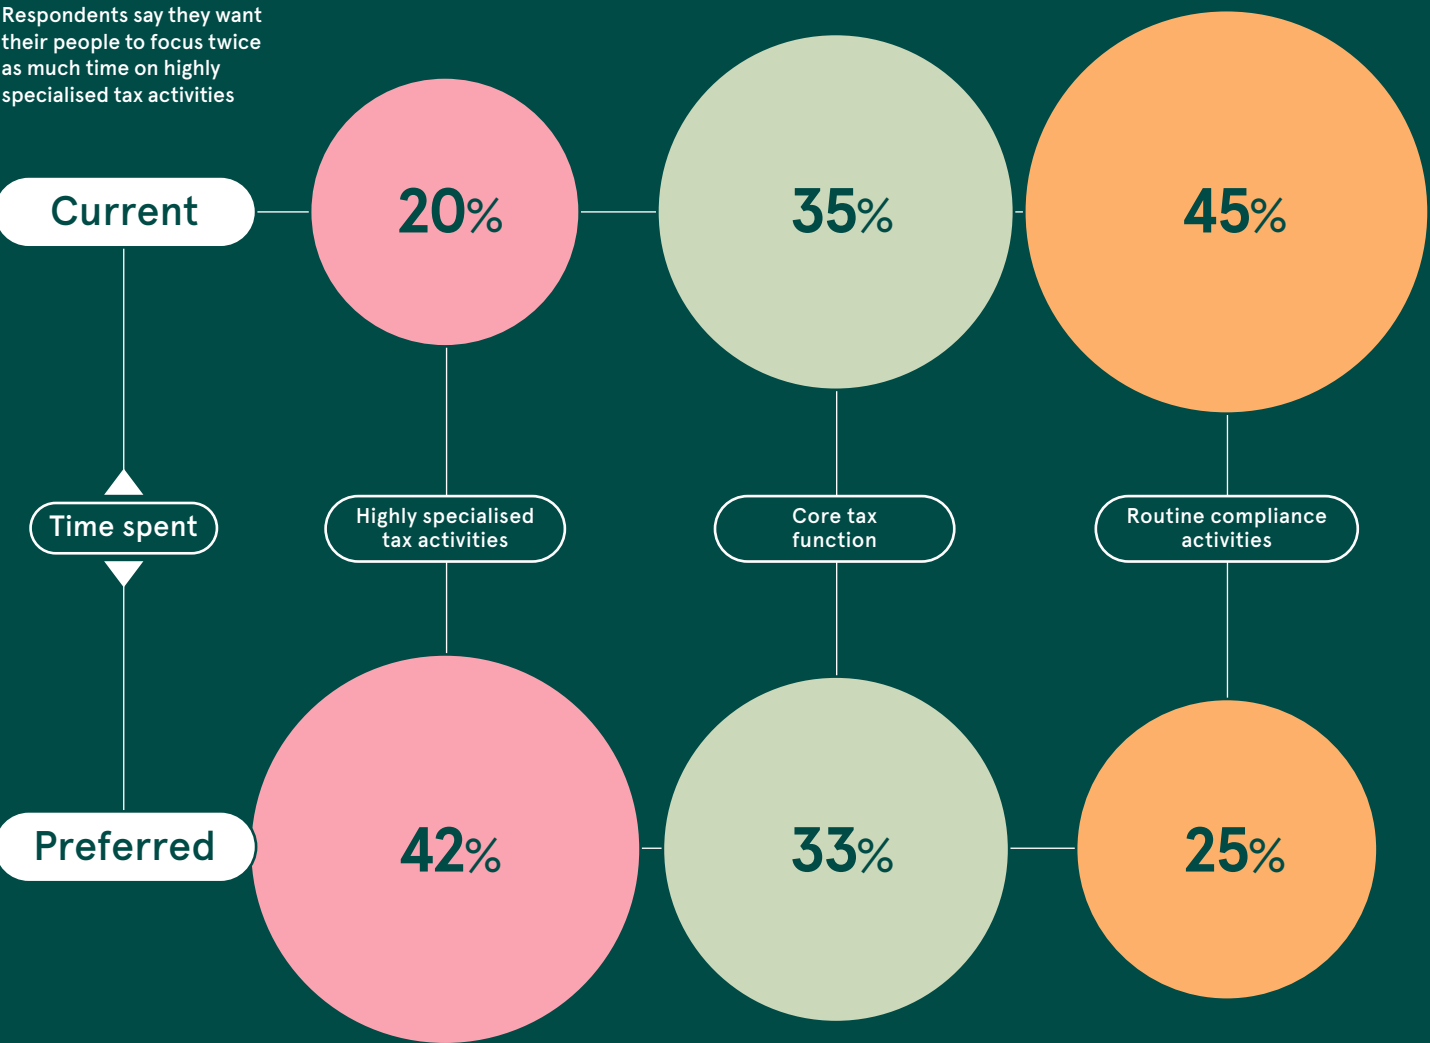 Respondents say they want
their people to focus twice
as much time on highly
specialised tax activities
Current
20%
35%
45%
Time spent
Highly specialised
tax activities
Core tax
function
Routine compliance
activities
Preferred
42%
33%
25%